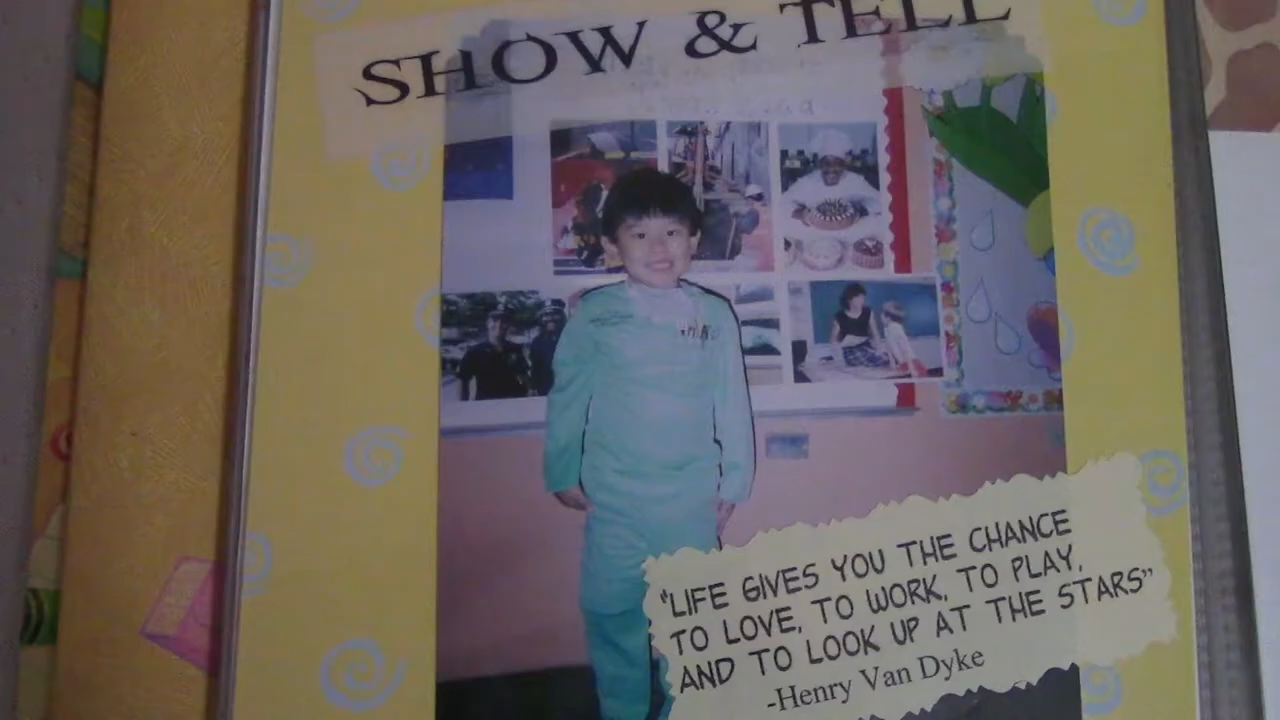 SHOW & TELL
"LIFE GIVES YOU THE CHANCE
TO LOVE, TO WORK, TO PLAY,
AND TO LOOK UP AT THE STARS"
-Henry Van Dyke